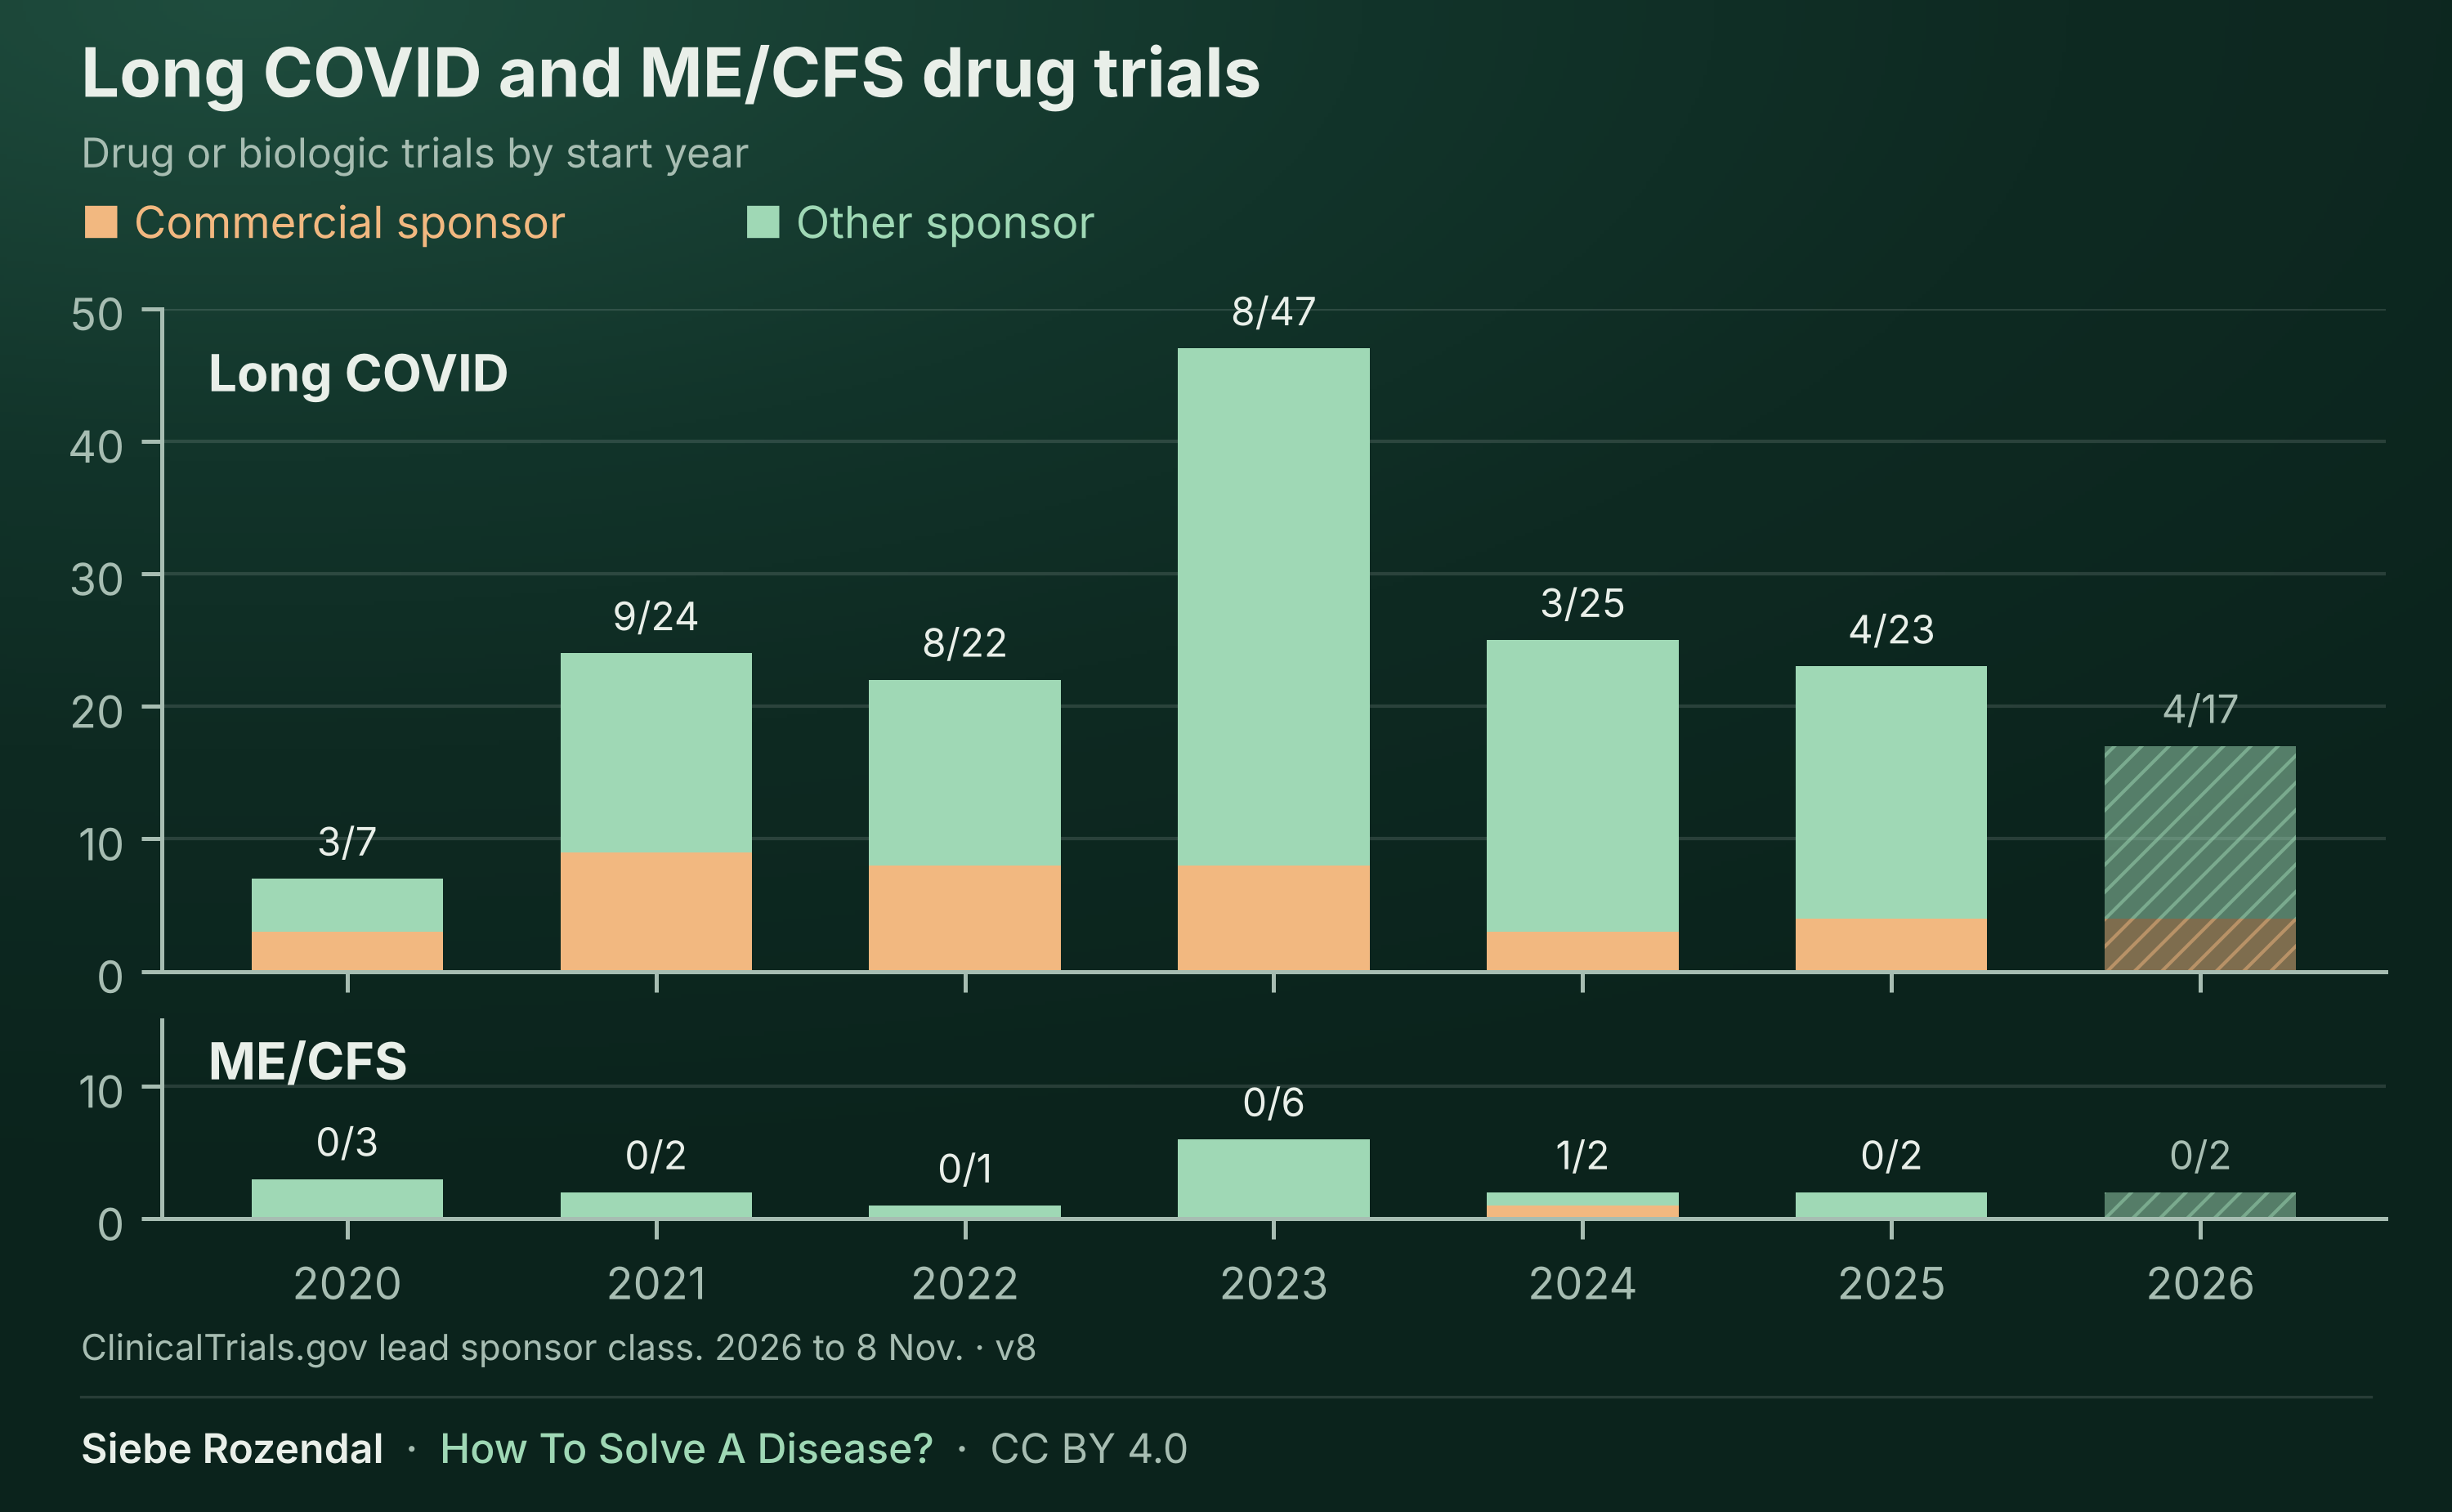 Long COVID and ME/CFS drug trials
Drug or biologic trials by start year
Commercial sponsor Other sponsor
50
8/47
Long COVID
40
30
9/24
8/22
3/25
4/23
20
4/17
10
3/7
0
ME/CFS
10
0/3
0/2
0/1
0/6
1/2
0/2
0/2
0
2020 2021 2022 2023 2024 2025 2026
ClinicalTrials.gov lead sponsor class. 2026 to 8 Nov. · v8
Siebe Rozendal · How To Solve A Disease? · CC BY 4.0